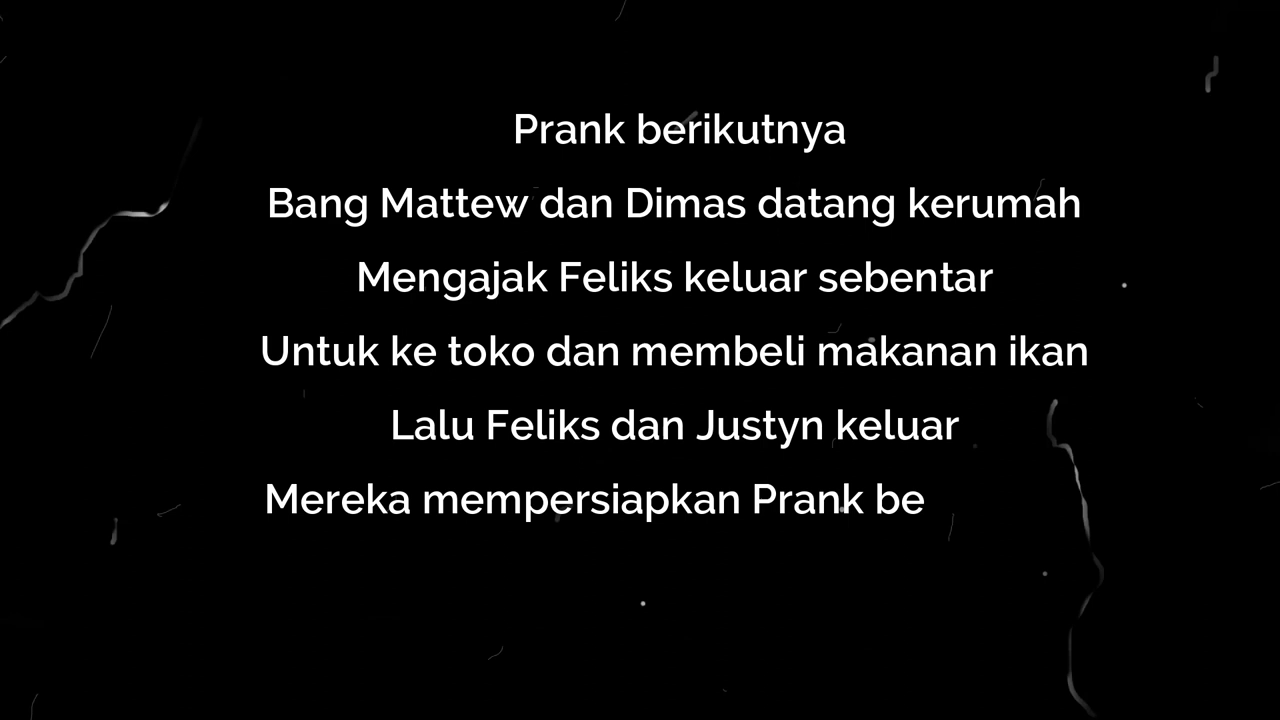 Prank berikutnya
Bang Mattew dan Dimas datang kerumah
Mengajak Feliks keluar sebentar
Untuk ke toko dan membeli makanan ikan
Lalu Feliks dan Justyn keluar
Mereka mempersiapkan Prank be